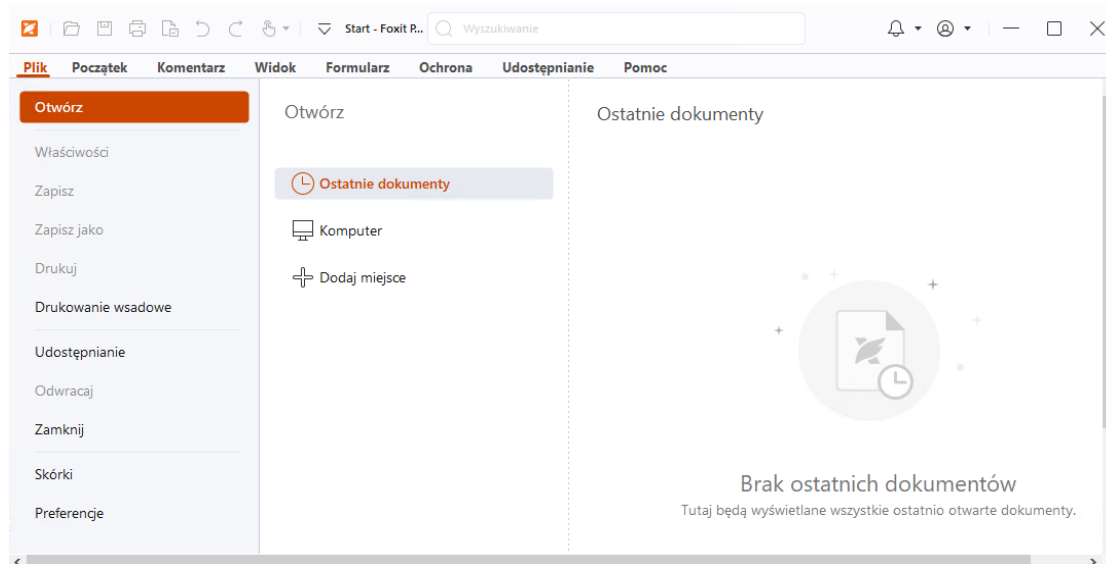 Start - Foxit P...
Wyszukiwanie
Plik Początek Komentarz Widok Formularz Ochrona Udostępnianie Pomoc
Otwórz
Właściwości
Zapisz
Zapisz jako
Drukuj
Drukowanie wsadowe
Udostępnianie
Odwracaj
Zamknij
Skórki
Preferencje
Otwórz
Ostatnie dokumenty
Komputer
Dodaj miejsce
Ostatnie dokumenty
Brak ostatnich dokumentów
Tutaj będą wyświetlane wszystkie ostatnio otwarte dokumenty.